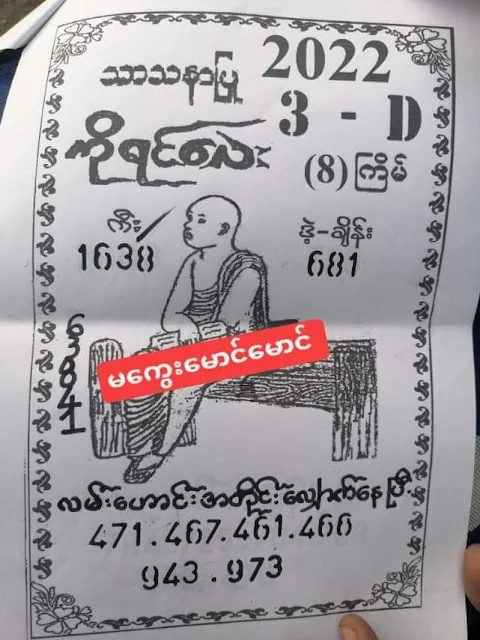 သာသနာပြု 2022
3 - D
ကိုရင်လေး
(8) ကြိမ်
ကီး
1638
ဒဲ့-ချိန်း
681
မကွေးမောင်မောင်
လမ်းဟောင်းအတိုင်းလျှောက်နေပြီ
471.467.461.466
943.973